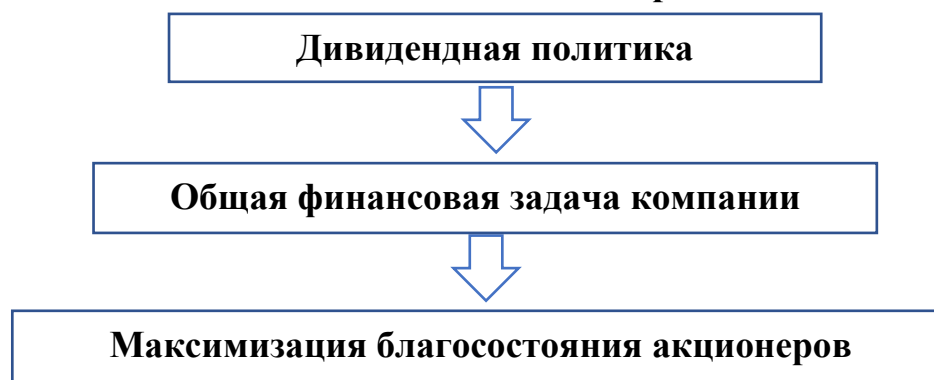 Дивидендная политика
Общая финансовая задача компании
Максимизация благосостояния акционеров